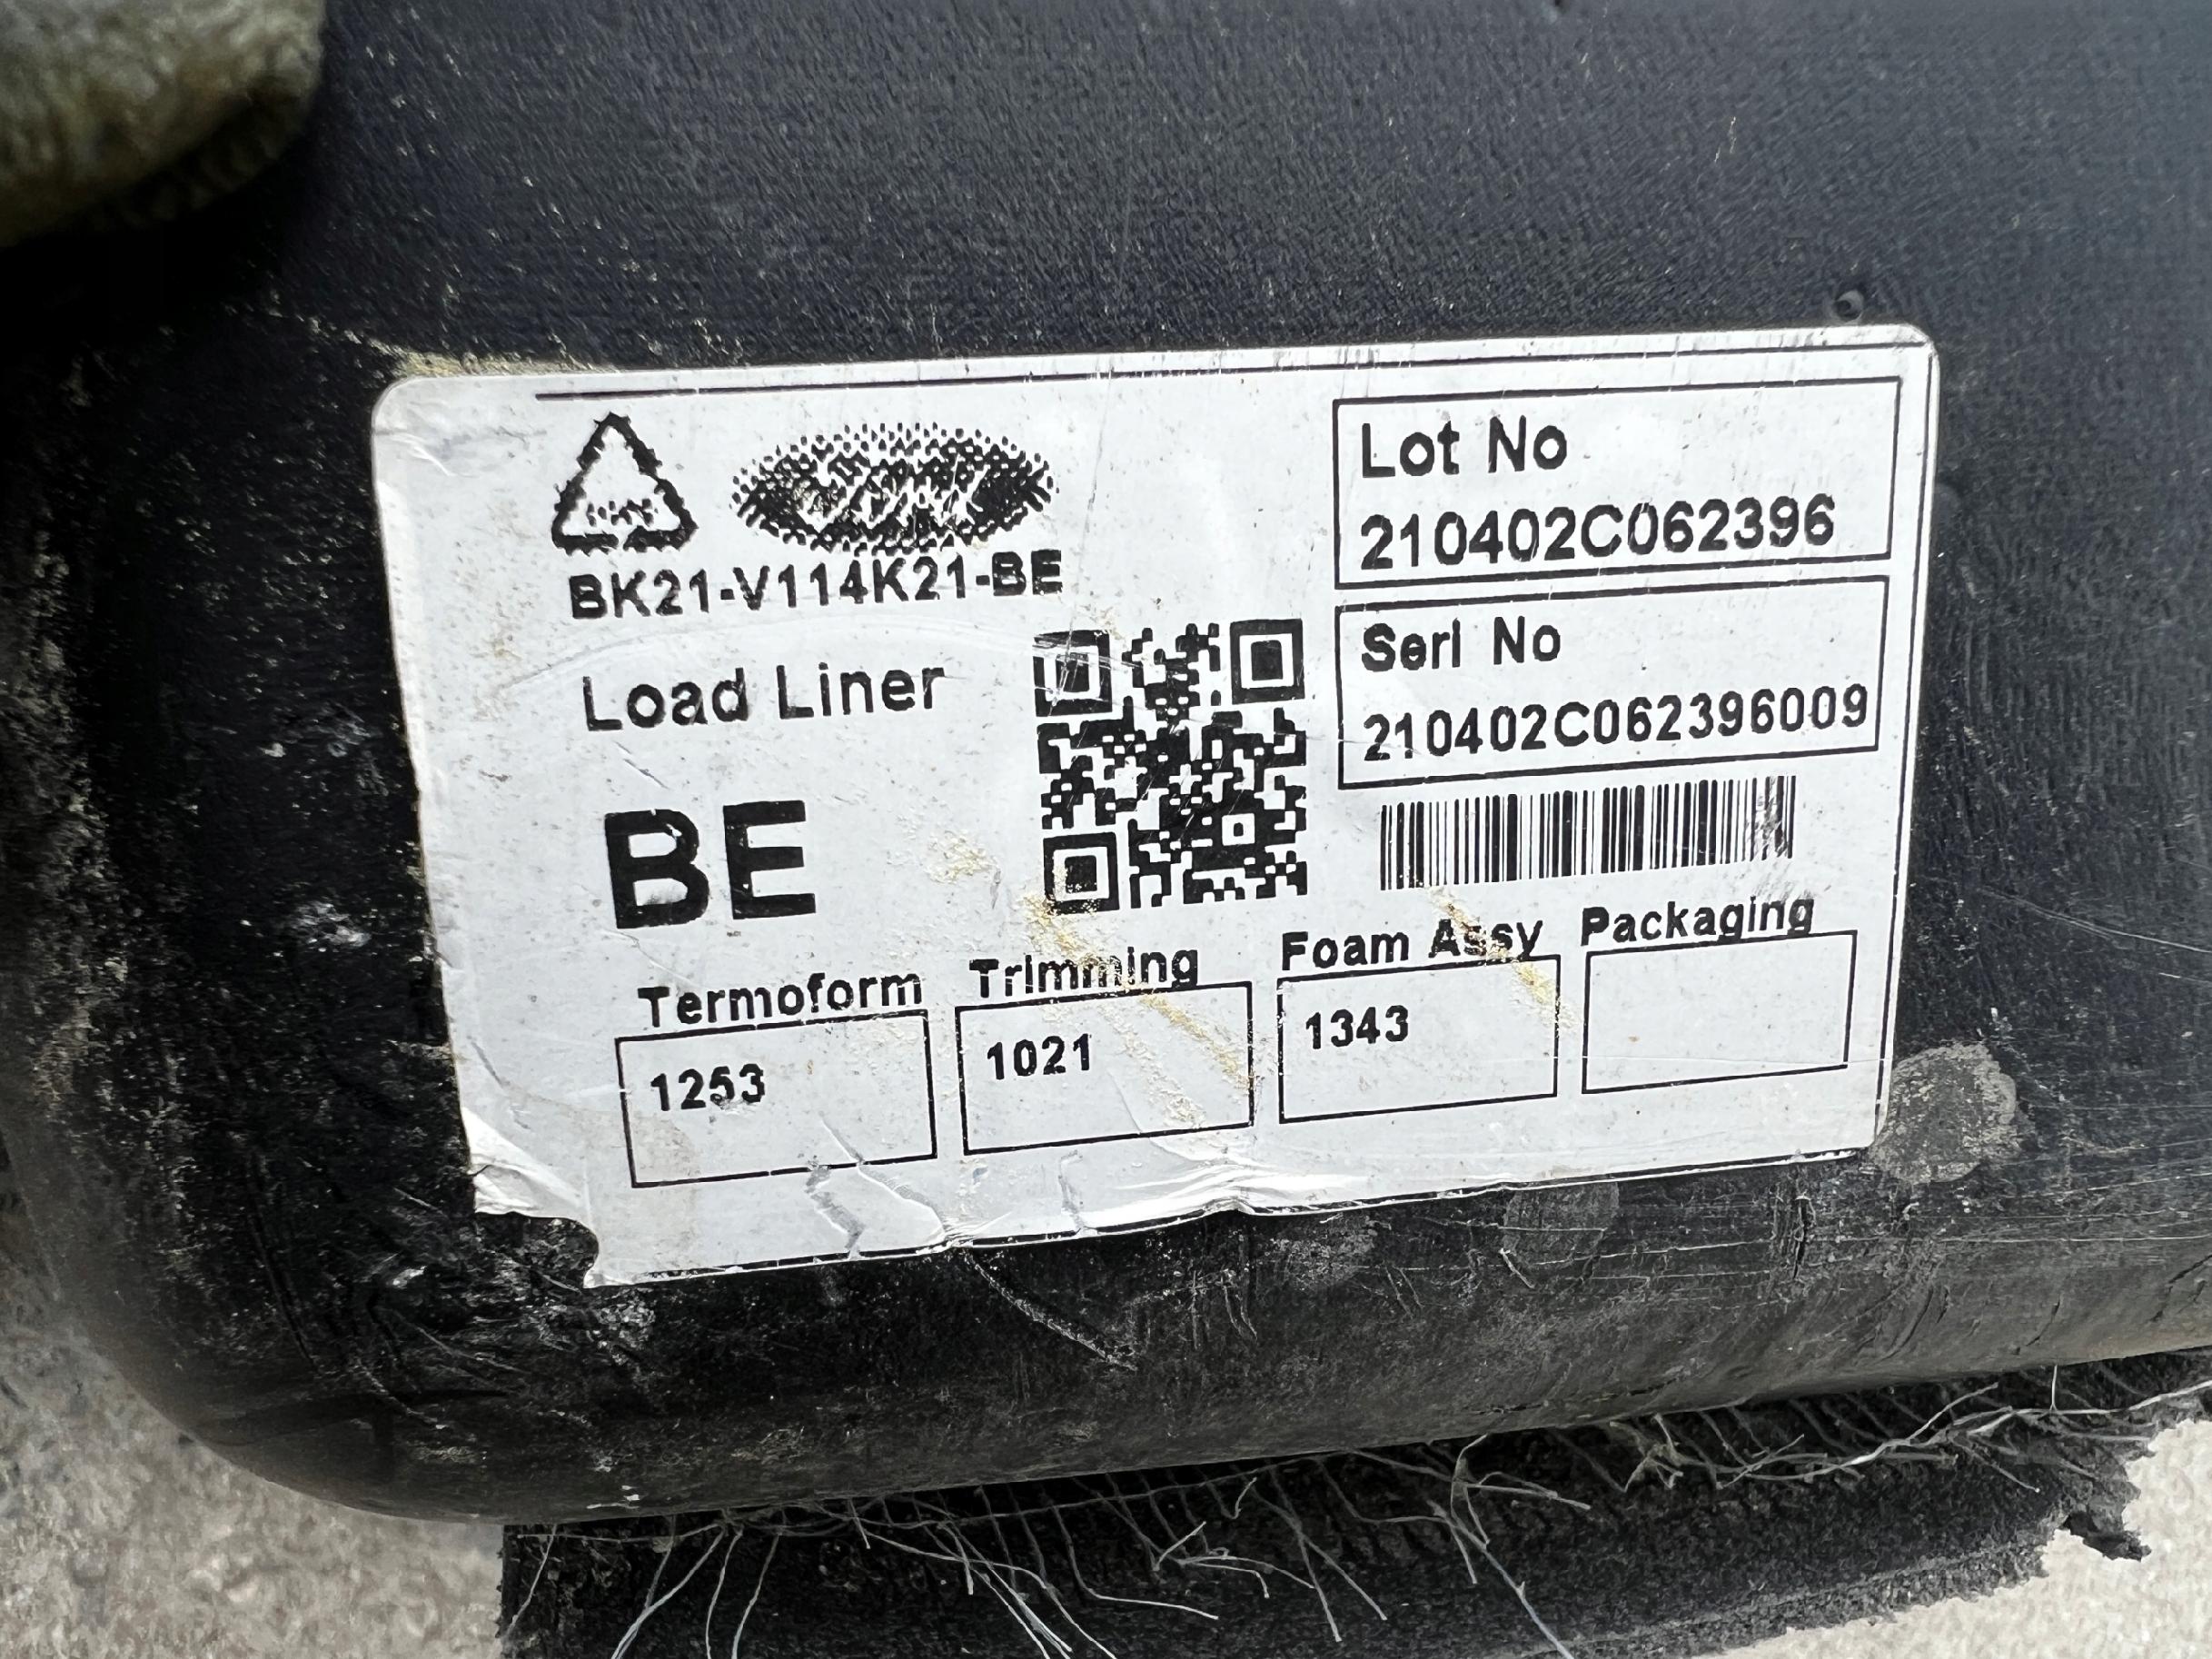 BK21-V114K21-BE
Load Liner
BE
Lot No
210402C062396
Serl No
210402C062396009
Termoform
1253
Trimming
1021
Foam Assy
1343
Packaging